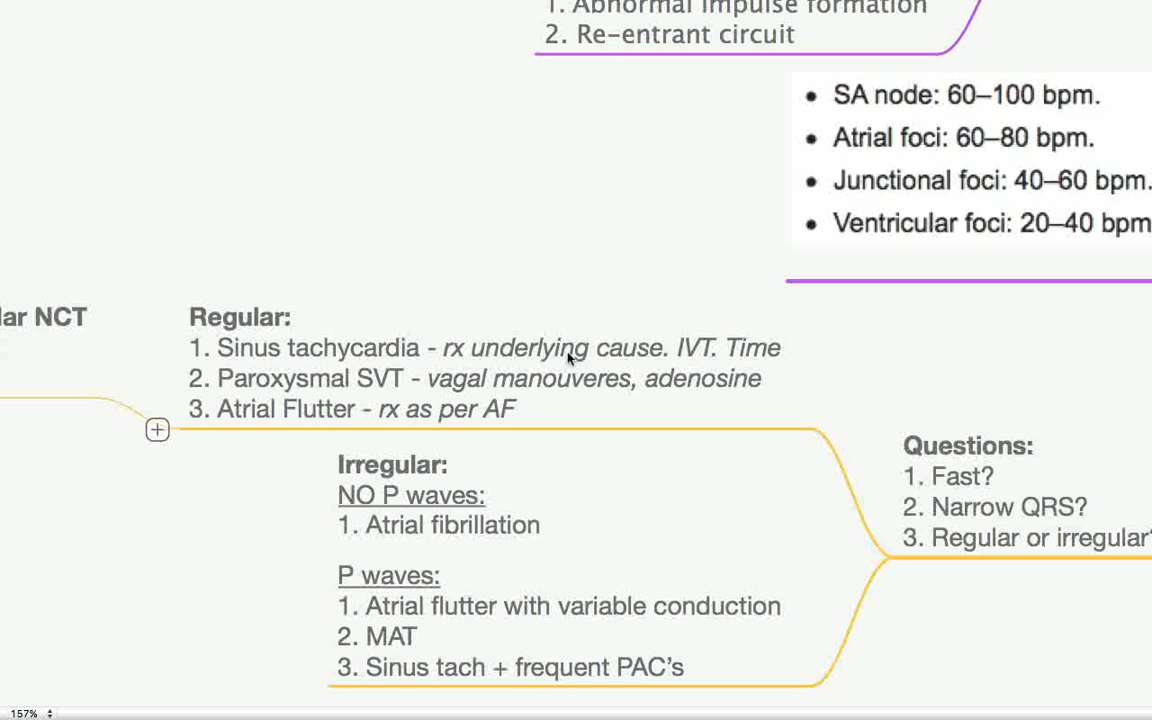 1. Abnormal impulse formation
2. Re-entrant circuit
• SA node: 60–100 bpm.
• Atrial foci: 60–80 bpm.
• Junctional foci: 40–60 bpm.
• Ventricular foci: 20–40 bpm
lar NCT
Regular:
1. Sinus tachycardia - rx underlying cause. IVT. Time
2. Paroxysmal SVT - vagal manouveres, adenosine
3. Atrial Flutter - rx as per AF
Irregular:
NO P waves:
1. Atrial fibrillation
P waves:
1. Atrial flutter with variable conduction
2. MAT
3. Sinus tach + frequent PAC's
Questions:
1. Fast?
2. Narrow QRS?
3. Regular or irregular?
157%